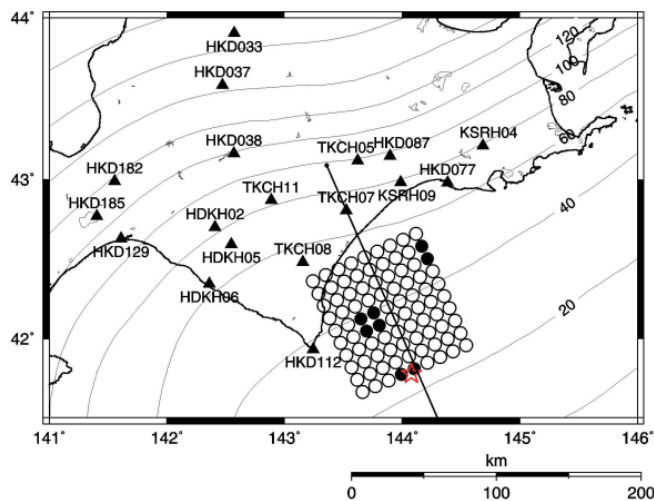 44˚
HKD033
120
100
HKD037
80
HKD038
TKCH05
HKD087
KSRH04
60
HKD182
43˚
HKD077
TKCH11
TKCH07
KSRH09
HKD185
40
HDKH02
HKD129
HDKH05
TKCH08
HDKH06
20
42˚
HKD112
141˚ 142˚ 143˚ 144˚ 145˚ 146˚
km
0 100 200